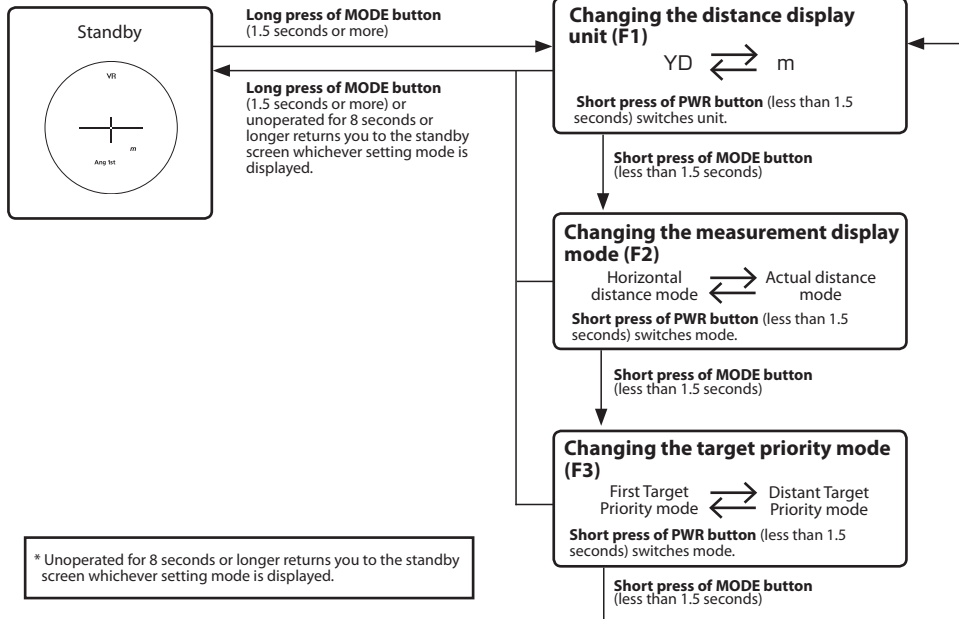 Standby
VR
m
Ang 1st
Long press of MODE button
(1.5 seconds or more)
Long press of MODE button
(1.5 seconds or more) or
unoperated for 8 seconds or
longer returns you to the standby
screen whichever setting mode is
displayed.
Changing the distance display
unit (F1)
YD m
Short press of PWR button (less than 1.5
seconds) switches unit.
Short press of MODE button
(less than 1.5 seconds)
Changing the measurement display
mode (F2)
Horizontal
distance mode
Actual distance
mode
Short press of PWR button (less than 1.5
seconds) switches mode.
Short press of MODE button
(less than 1.5 seconds)
Changing the target priority mode
(F3)
First Target
Priority mode
Distant Target
Priority mode
Short press of PWR button (less than 1.5
seconds) switches mode.
Short press of MODE button
(less than 1.5 seconds)
* Unoperated for 8 seconds or longer returns you to the standby
screen whichever setting mode is displayed.